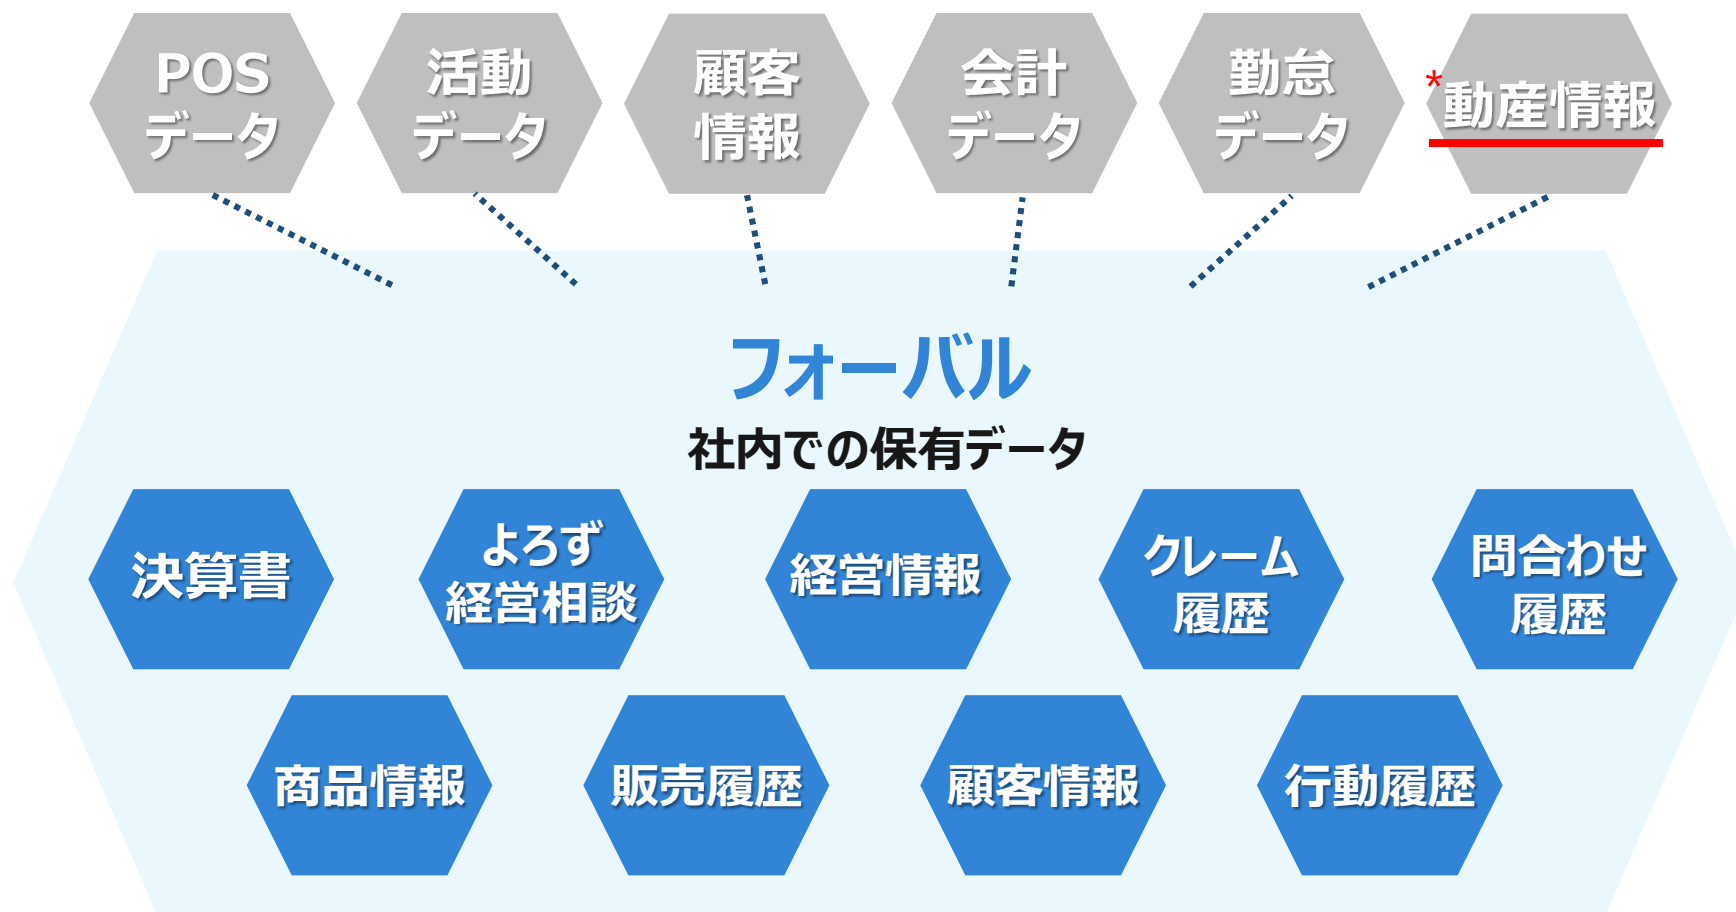 POS
データ
活動
データ
顧客
情報
会計
データ
勤怠
データ
*動産情報
フォーバル
社内での保有データ
決算書
よろず
経営相談
経営情報
クレーム
履歴
問合わせ
履歴
商品情報
販売履歴
顧客情報
行動履歴